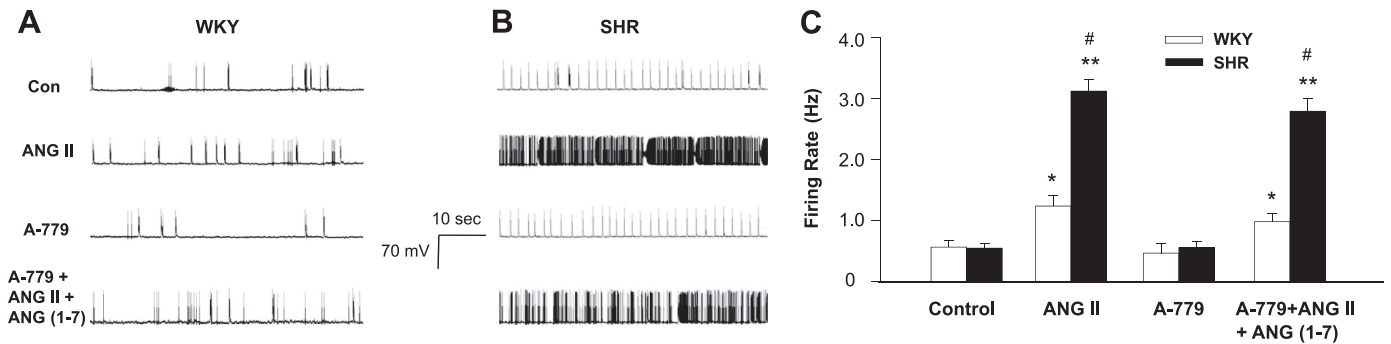 A
WKY
Con
ANG II
A-779
A-779 +
ANG II +
ANG (1-7)
10 sec
70 mV
B
SHR
C
Firing Rate (Hz)
4.0
3.0
2.0
1.0
0
WKY
SHR
*
#
**
*
#
**
Control
ANG II
A-779
A-779+ANG II
+ ANG (1-7)